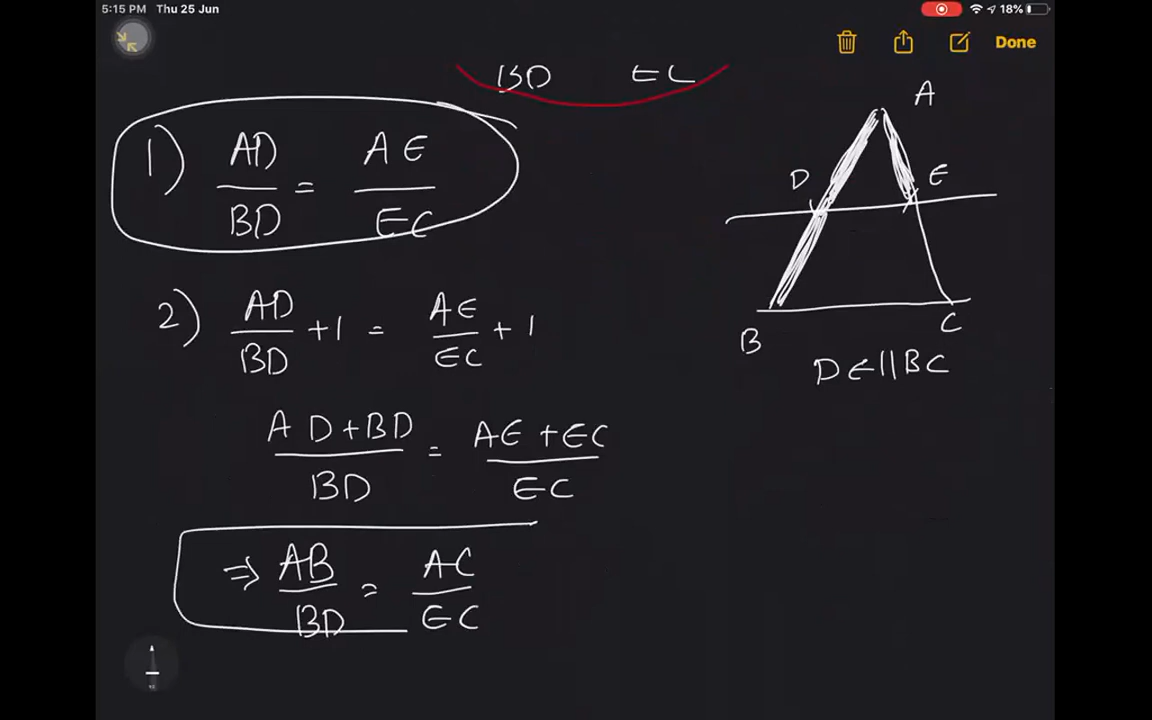 5:15 PM Thu 25 Jun 18%
Done
BD EC
1) AD/BD = AE/EC
2) AD/BD + 1 = AE/EC + 1
AD+BD/BD = AE+EC/EC
⇒ AB/BD = AC/EC
A
D E
B C
DE||BC